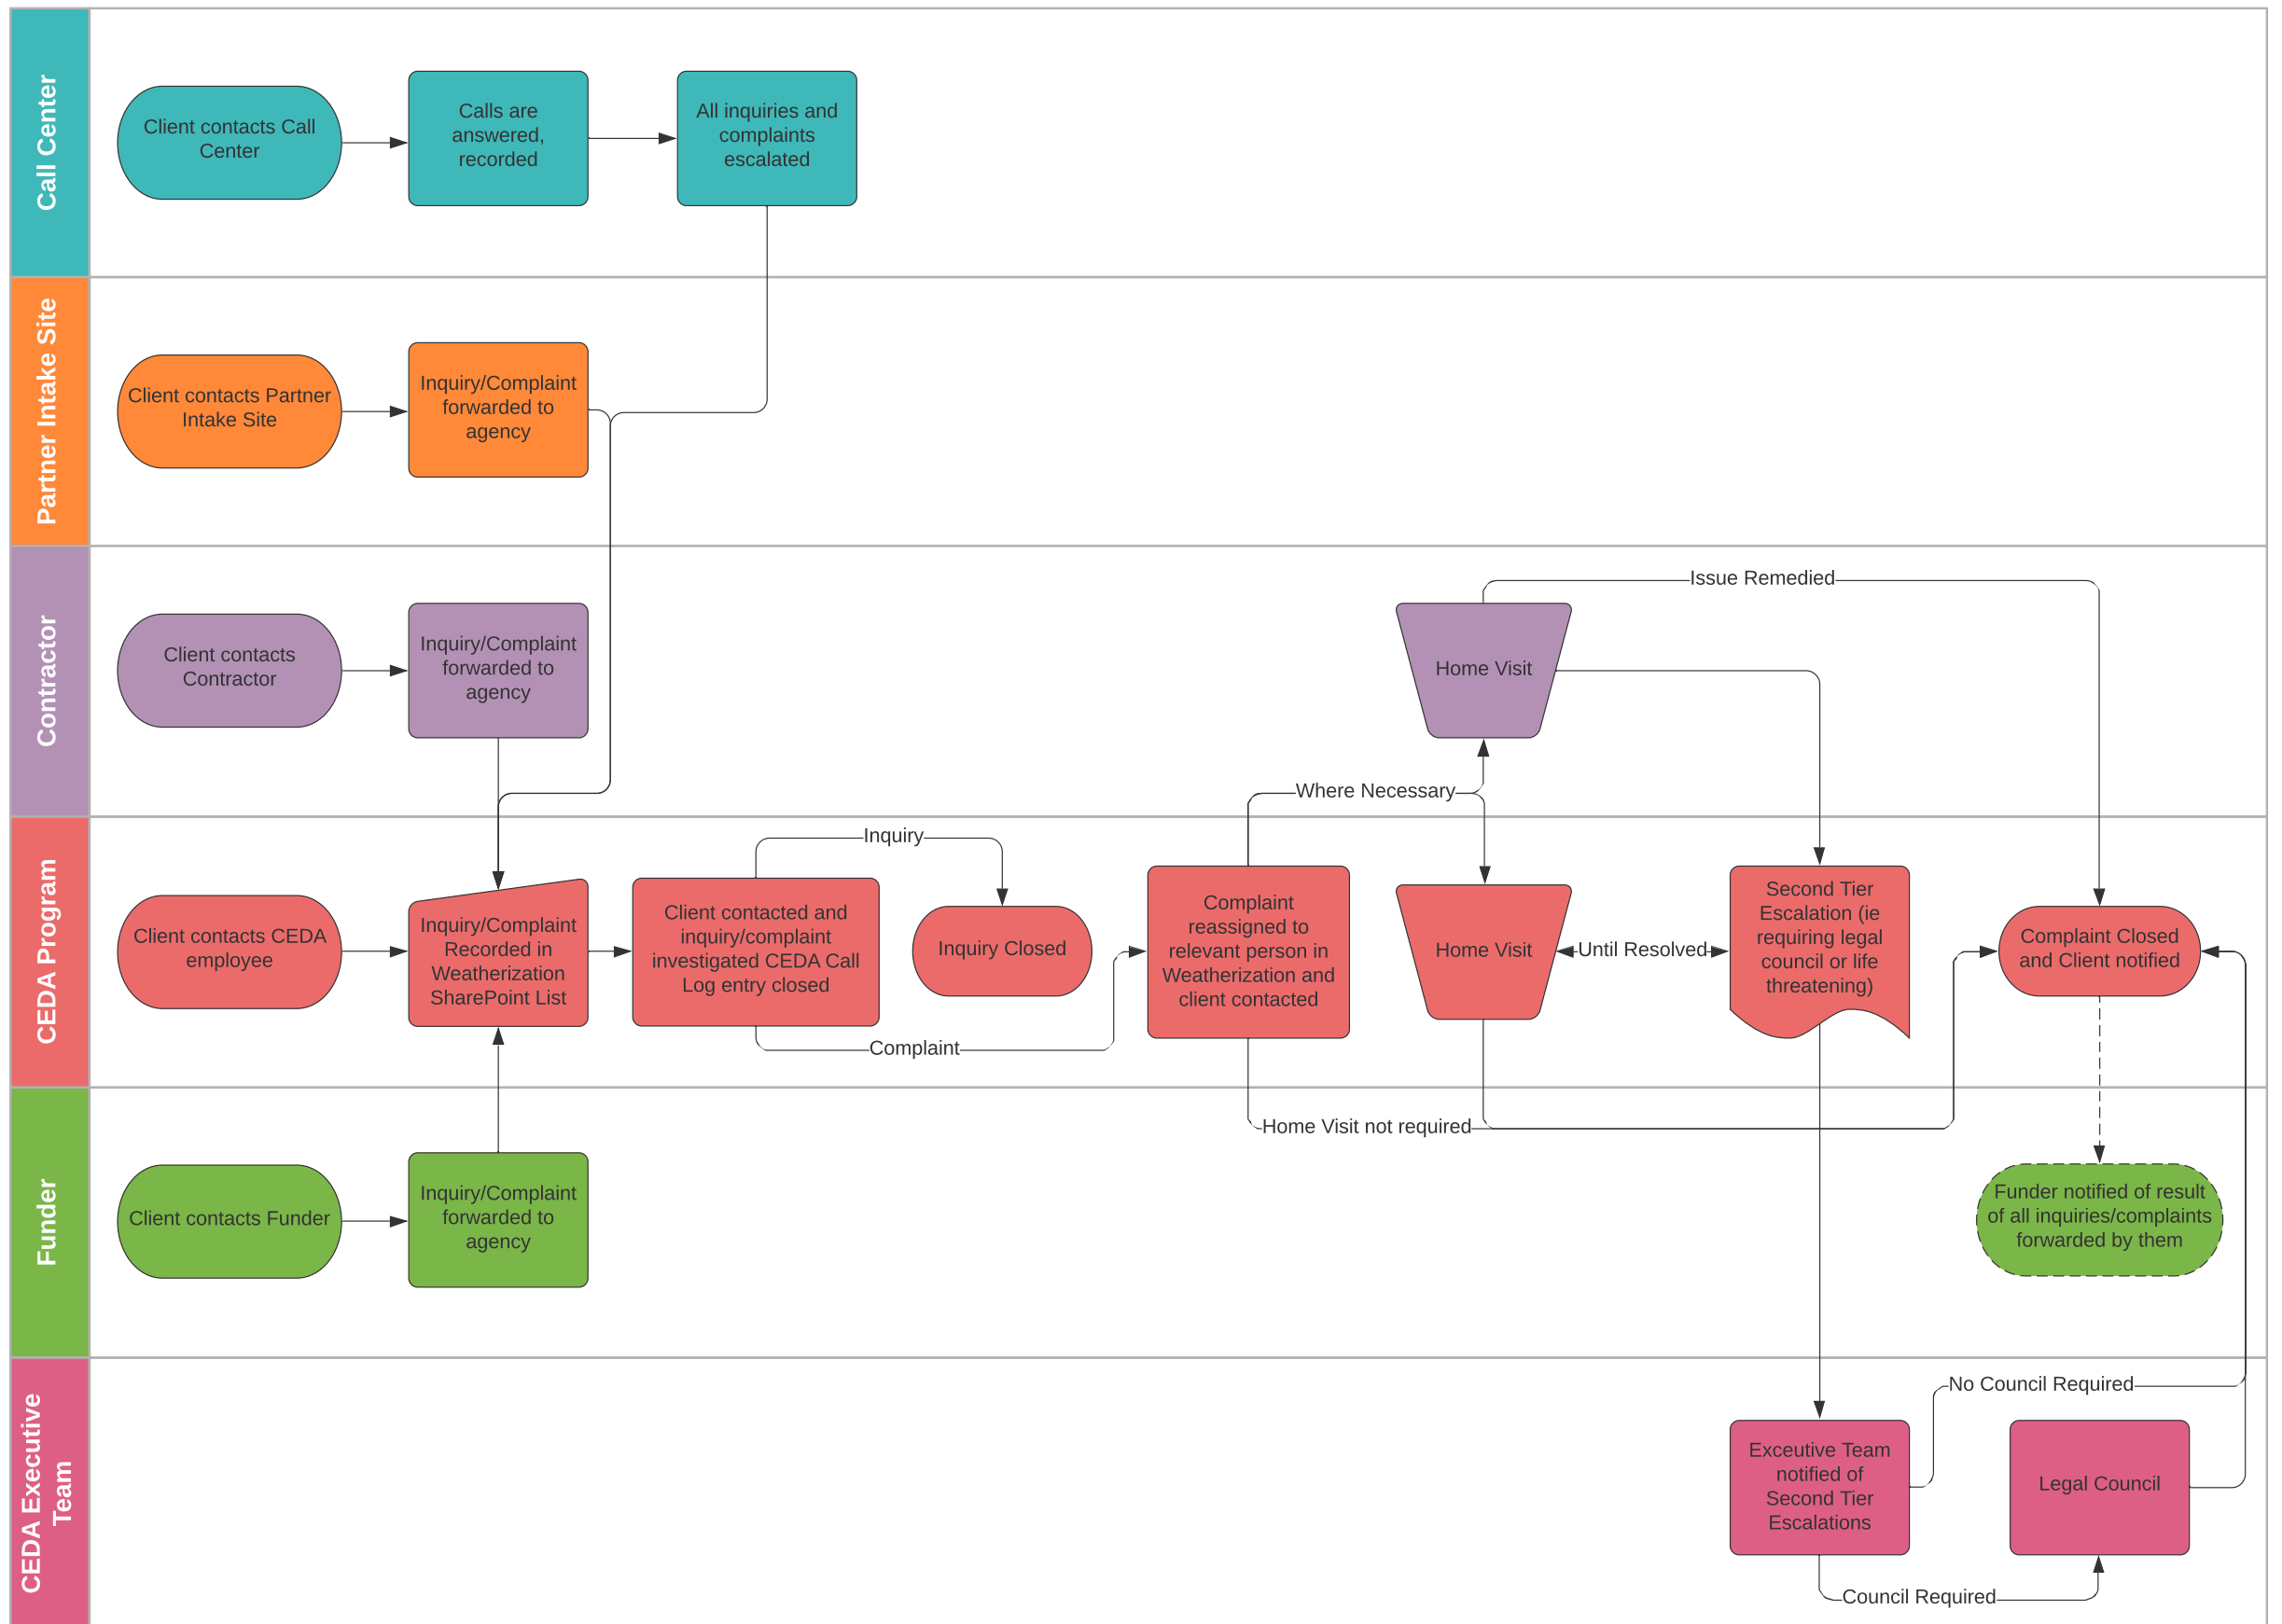 Call Center
Client contacts Call
Center
Calls are
answered,
recorded
All inquiries and
complaints
escalated
Partner Intake Site
Client contacts Partner
Intake Site
Inquiry/Complaint
forwarded to
agency
Contractor
Client contacts
Contractor
Inquiry/Complaint
forwarded to
agency
Issue Remedied
Home Visit
Where Necessary
CEDA Program
Client contacts CEDA
employee
Inquiry/Complaint
Recorded in
Weatherization
SharePoint List
Inquiry
Client contacted and
inquiry/complaint
investigated CEDA Call
Log entry closed
Inquiry Closed
Complaint
Complaint
reassigned to
relevant person in
Weatherization and
client contacted
Home Visit
Until Resolved
Second Tier
Escalation (ie
requiring legal
council or life
threatening)
Complaint Closed
and Client notified
Funder
Home Visit not required
Client contacts Funder
Inquiry/Complaint
forwarded to
agency
Funder notified of result
of all inquiries/complaints
forwarded by them
CEDA Executive
Team
No Council Required
Exceutive Team
notified of
Second Tier
Escalations
Legal Council
Council Required